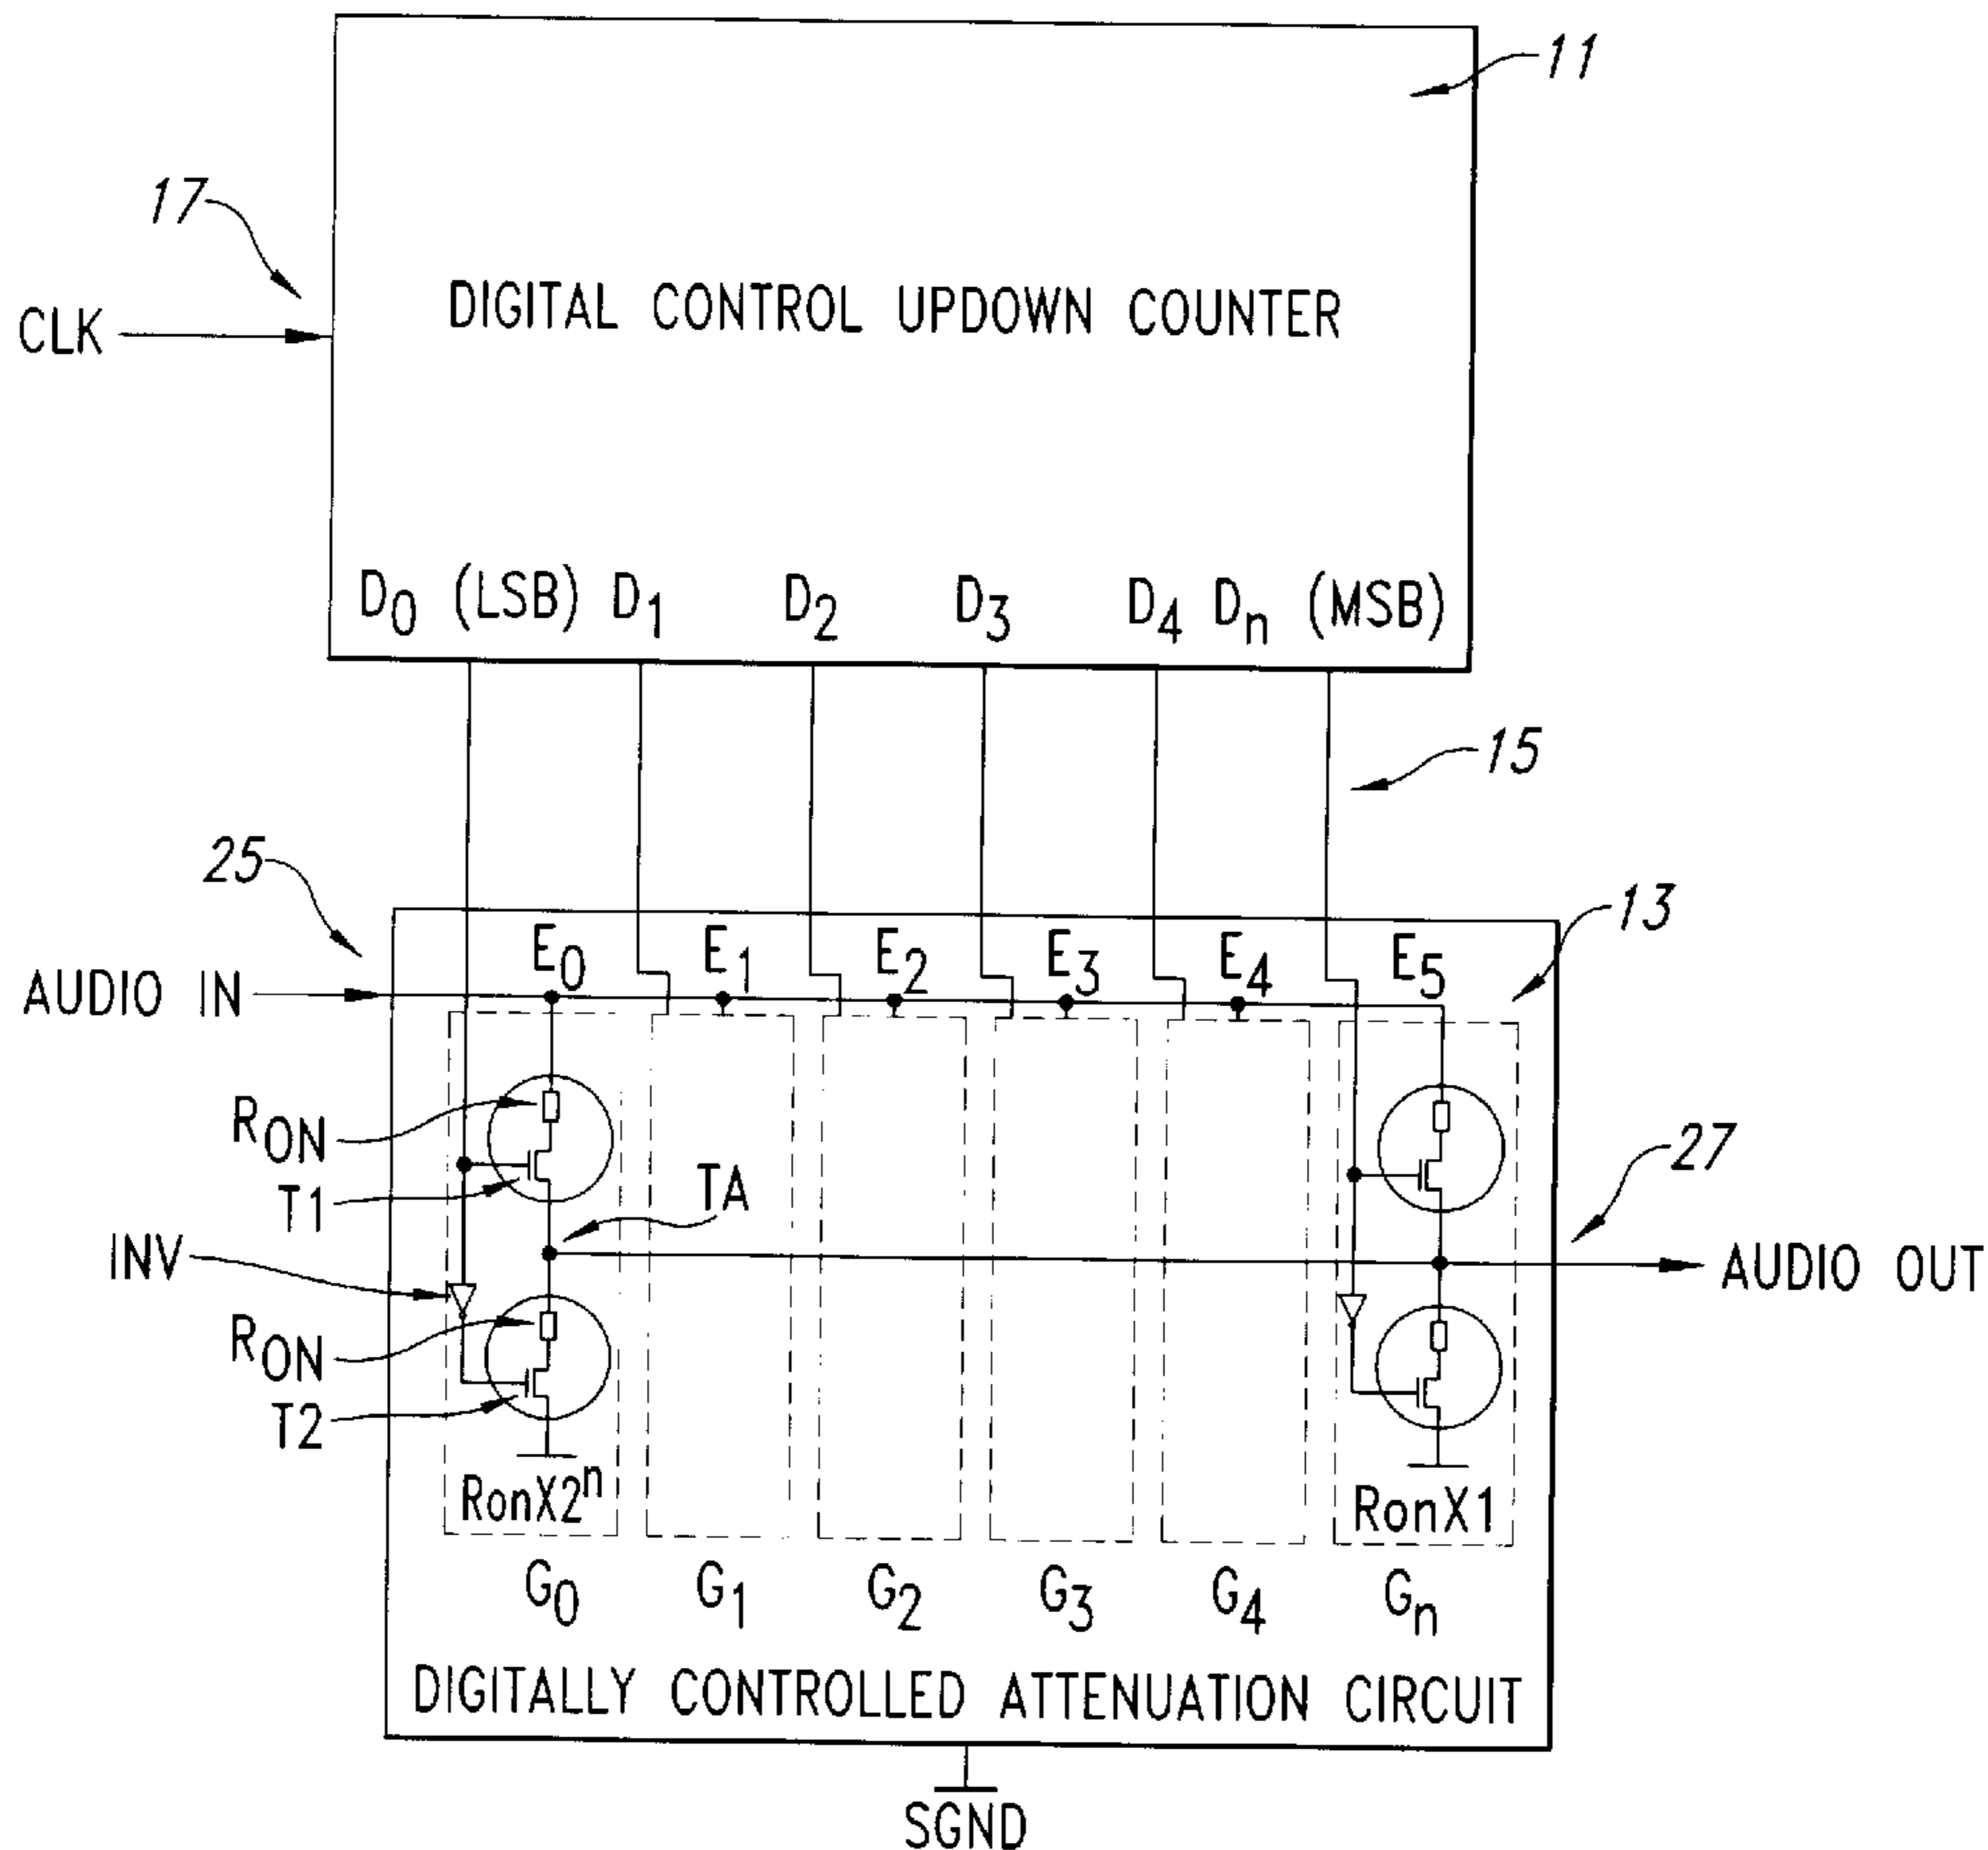 11
17
CLK
DIGITAL CONTROL UPDOWN COUNTER
D0 (LSB) D1 D2 D3 D4 Dn (MSB)
15
25
13
AUDIO IN
E0 E1 E2 E3 E4 E5
RON
T1
TA
27
INV
AUDIO OUT
RON
T2
RonX2n
RonX1
G0 G1 G2 G3 G4 Gn
DIGITALLY CONTROLLED ATTENUATION CIRCUIT
SGND